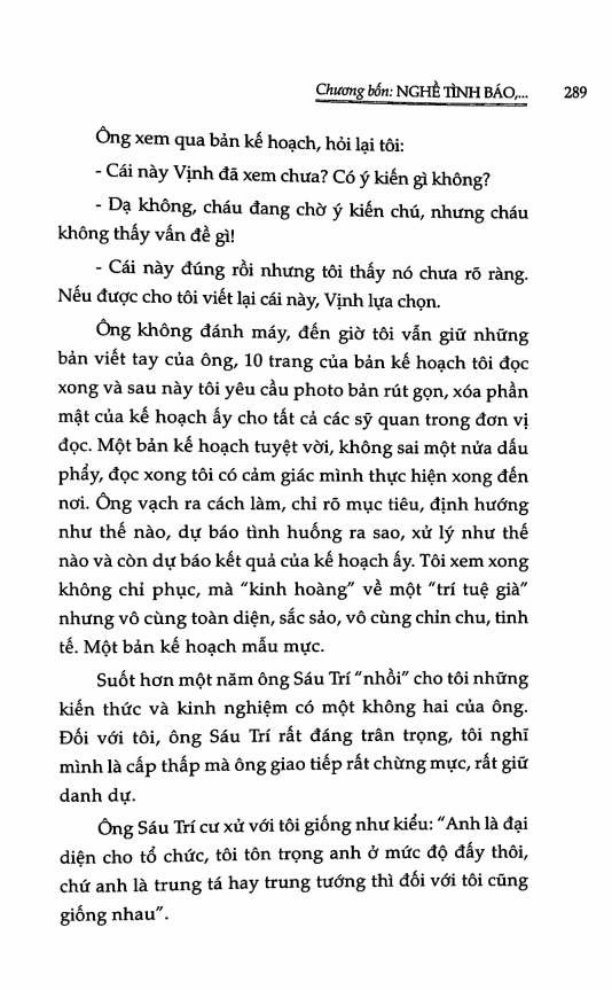 Chương bốn: NGHỀ TÌNH BÁO,... 289
Ông xem qua bản kế hoạch, hỏi lại tôi:
- Cái này Vịnh đã xem chưa? Có ý kiến gì không?
- Dạ không, cháu đang chờ ý kiến chú, nhưng cháu
không thấy vấn đề gì!
- Cái này đúng rồi nhưng tôi thấy nó chưa rõ ràng.
Nếu được cho tôi viết lại cái này, Vịnh lựa chọn.
Ông không đánh máy, đến giờ tôi vẫn giữ những
bản viết tay của ông, 10 trang của bản kế hoạch tôi đọc
xong và sau này tôi yêu cầu photo bản rút gọn, xóa phần
mật của kế hoạch ấy cho tất cả các sỹ quan trong đơn vị
đọc. Một bản kế hoạch tuyệt vời, không sai một nửa dấu
phẩy, đọc xong tôi có cảm giác mình thực hiện xong đến
nơi. Ông vạch ra cách làm, chỉ rõ mục tiêu, định hướng
như thế nào, dự báo tình huống ra sao, xử lý như thế
nào và còn dự báo kết quả của kế hoạch ấy. Tôi xem xong
không chỉ phục, mà "kinh hoàng" về một "trí tuệ già"
nhưng vô cùng toàn diện, sắc sảo, vô cùng chỉn chu, tinh
tế. Một bản kế hoạch mẫu mực.
Suốt hơn một năm ông Sáu Trí "nhồi" cho tôi những
kiến thức và kinh nghiệm có một không hai của ông.
Đối với tôi, ông Sáu Trí rất đáng trân trọng, tôi nghĩ
mình là cấp thấp mà ông giao tiếp rất chừng mực, rất giữ
danh dự.
Ông Sáu Trí cư xử với tôi giống như kiểu: "Anh là đại
diện cho tổ chức, tôi tôn trọng anh ở mức độ đấy thôi,
chứ anh là trung tá hay trung tướng thì đối với tôi cũng
giống nhau".